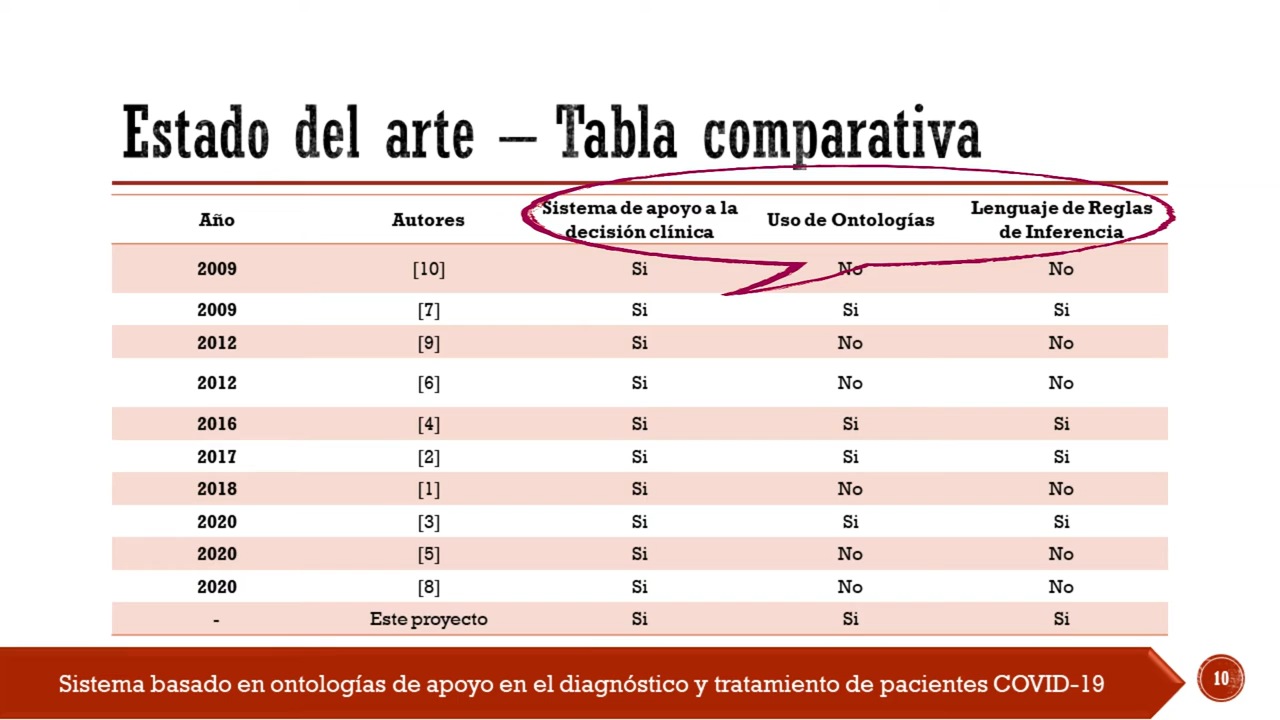 Estado del arte – Tabla comparativa
Año Autores Sistema de apoyo a la decisión clínica Uso de Ontologías Lenguaje de Reglas de Inferencia
2009 [10] Si No No
2009 [7] Si Si Si
2012 [9] Si No No
2012 [6] Si No No
2016 [4] Si Si Si
2017 [2] Si Si Si
2018 [1] Si No No
2020 [3] Si Si Si
2020 [5] Si No No
2020 [8] Si No No
- Este proyecto Si Si Si
Sistema basado en ontologías de apoyo en el diagnóstico y tratamiento de pacientes COVID-19
10